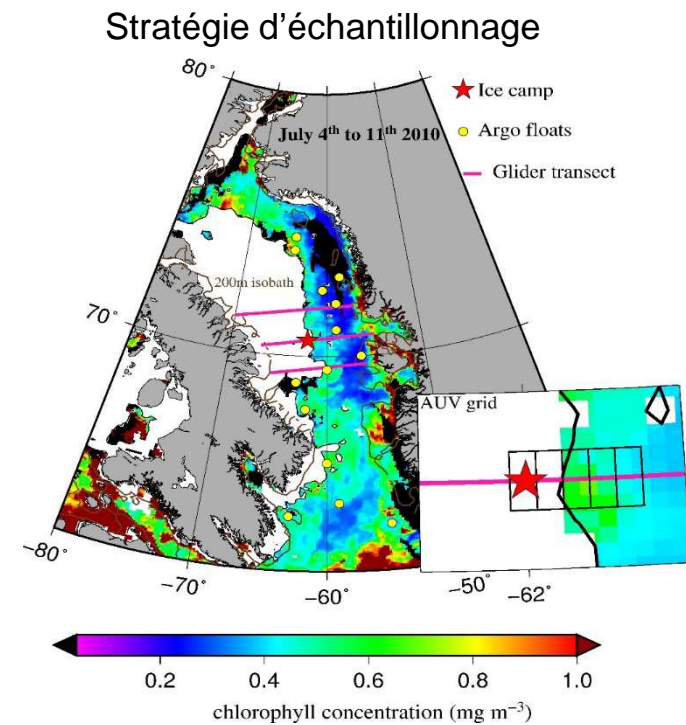 Stratégie d'échantillonnage
80°
Ice camp
July 4th to 11th 2010
Argo floats
Glider transect
200m isobath
70°
AUV grid
−80°
−70°
−60°
−50°
−62°
0.2 0.4 0.6 0.8 1.0
chlorophyll concentration (mg m−3)